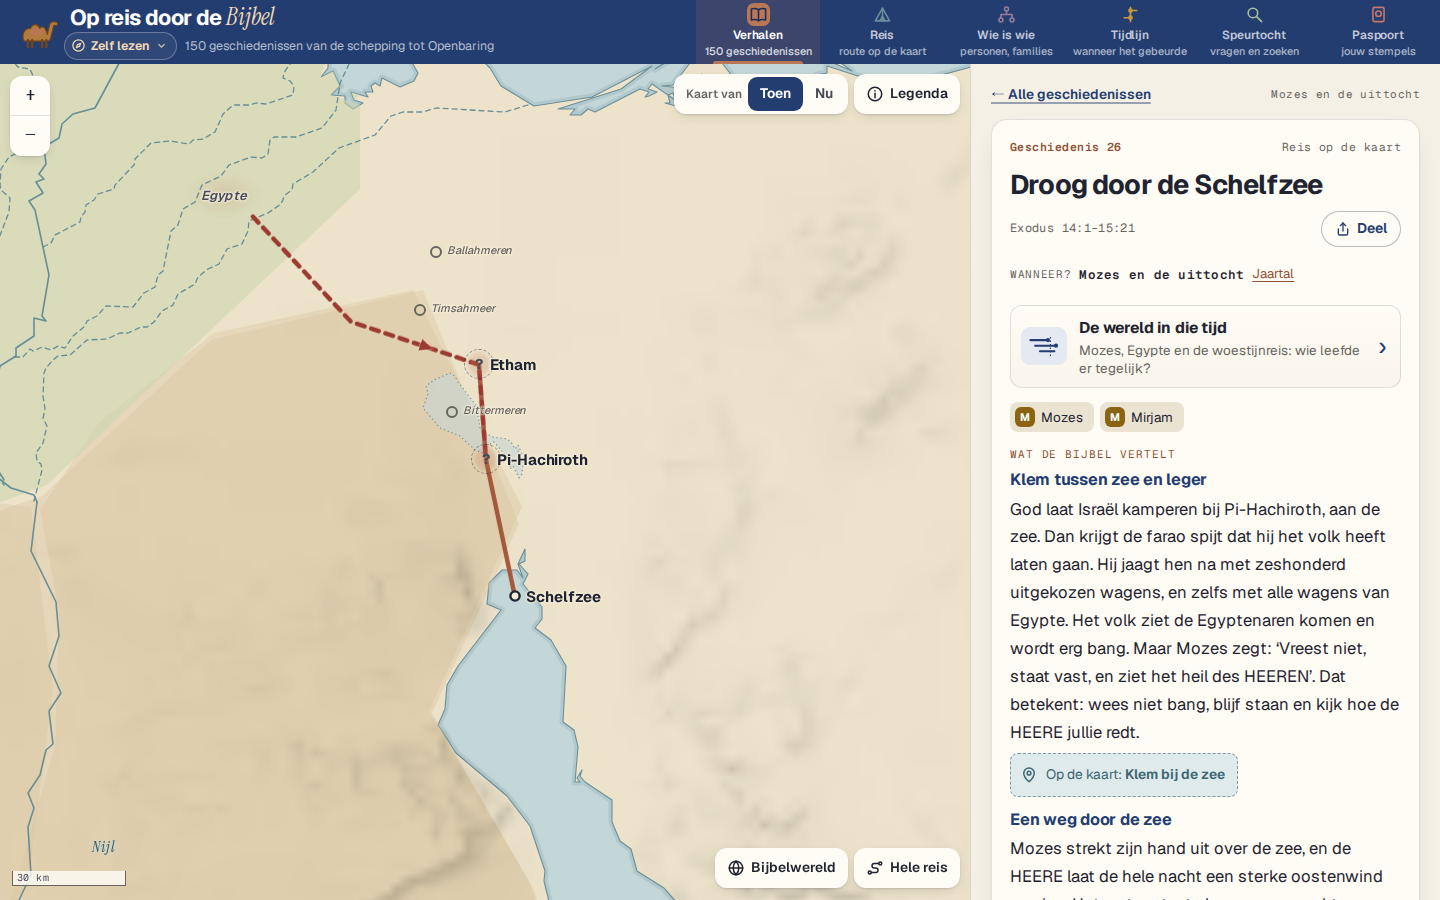 Op reis door de Bijbel
Zelf lezen
150 geschiedenissen van de schepping tot Openbaring
Verhalen
150 geschiedenissen
Reis
route op de kaart
Wie is wie
personen, families
Tijdlijn
wanneer het gebeurde
Speurtocht
vragen en zoeken
Paspoort
jouw stempels
+
−
Kaart van
Toen
Nu
Legenda
Egypte
Ballahmeren
Timsahmeer
?
Etham
Bittermeren
?
Pi-Hachiroth
Schelfzee
Nijl
30 km
Bijbelwereld
Hele reis
← Alle geschiedenissen
Mozes en de uittocht
Geschiedenis 26
Reis op de kaart
Droog door de Schelfzee
Exodus 14:1-15:21
Deel
WANNEER? Mozes en de uittocht Jaartal
De wereld in die tijd
Mozes, Egypte en de woestijnreis: wie leefde
er tegelijk?
M Mozes
M Mirjam
WAT DE BIJBEL VERTELT
Klem tussen zee en leger
God laat Israël kamperen bij Pi-Hachiroth, aan de
zee. Dan krijgt de farao spijt dat hij het volk heeft
laten gaan. Hij jaagt hen na met zeshonderd
uitgekozen wagens, en zelfs met alle wagens van
Egypte. Het volk ziet de Egyptenaren komen en
wordt erg bang. Maar Mozes zegt: ‘Vreest niet,
staat vast, en ziet het heil des HEEREN’. Dat
betekent: wees niet bang, blijf staan en kijk hoe de
HEERE jullie redt.
Op de kaart: Klem bij de zee
Een weg door de zee
Mozes strekt zijn hand uit over de zee, en de
HEERE laat de hele nacht een sterke oostenwind